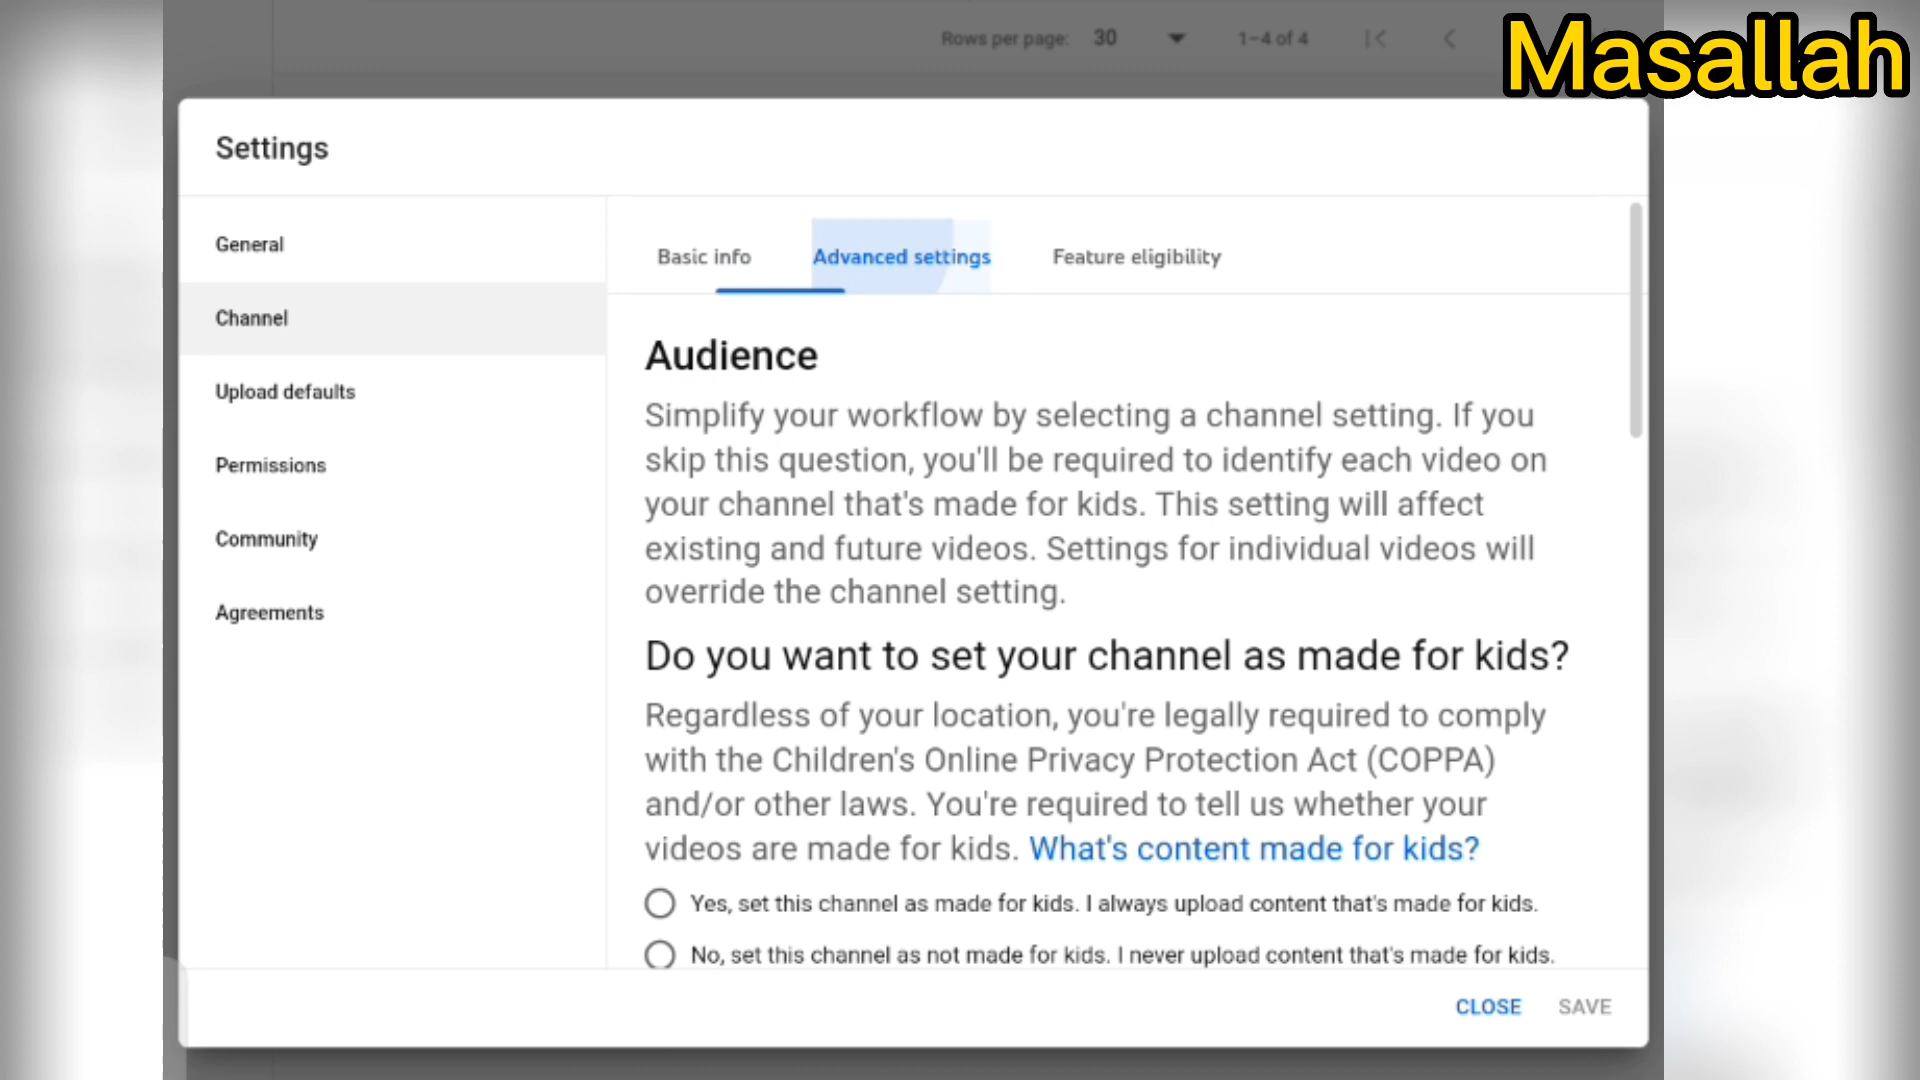 Rows per page: 30 1–4 of 4
Masallah
Settings
General
Channel
Upload defaults
Permissions
Community
Agreements
Basic info Advanced settings Feature eligibility
Audience
Simplify your workflow by selecting a channel setting. If you
skip this question, you'll be required to identify each video on
your channel that's made for kids. This setting will affect
existing and future videos. Settings for individual videos will
override the channel setting.
Do you want to set your channel as made for kids?
Regardless of your location, you're legally required to comply
with the Children's Online Privacy Protection Act (COPPA)
and/or other laws. You're required to tell us whether your
videos are made for kids. What's content made for kids?
Yes, set this channel as made for kids. I always upload content that's made for kids.
No, set this channel as not made for kids. I never upload content that's made for kids.
CLOSE SAVE